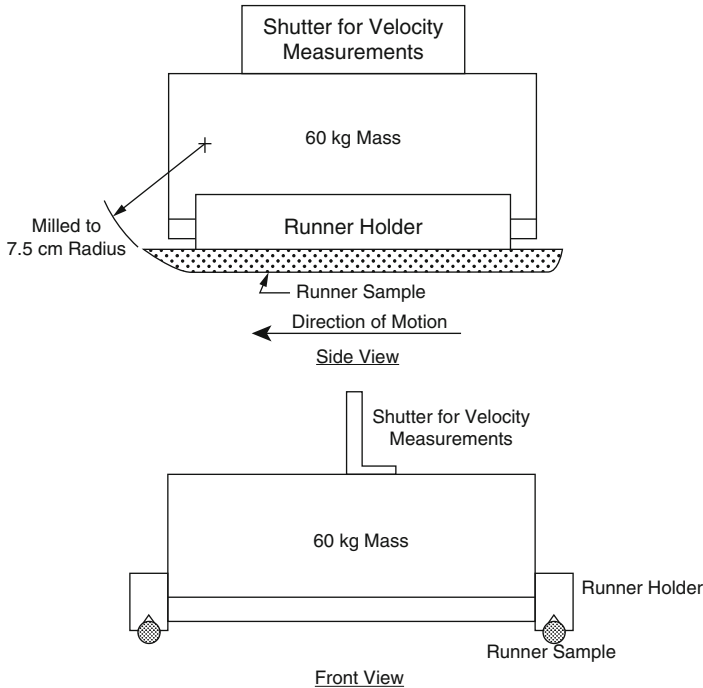 Shutter for Velocity
Measurements
60 kg Mass
Milled to
7.5 cm Radius
Runner Holder
Runner Sample
Direction of Motion
Side View
Shutter for Velocity
Measurements
60 kg Mass
Runner Holder
Runner Sample
Front View